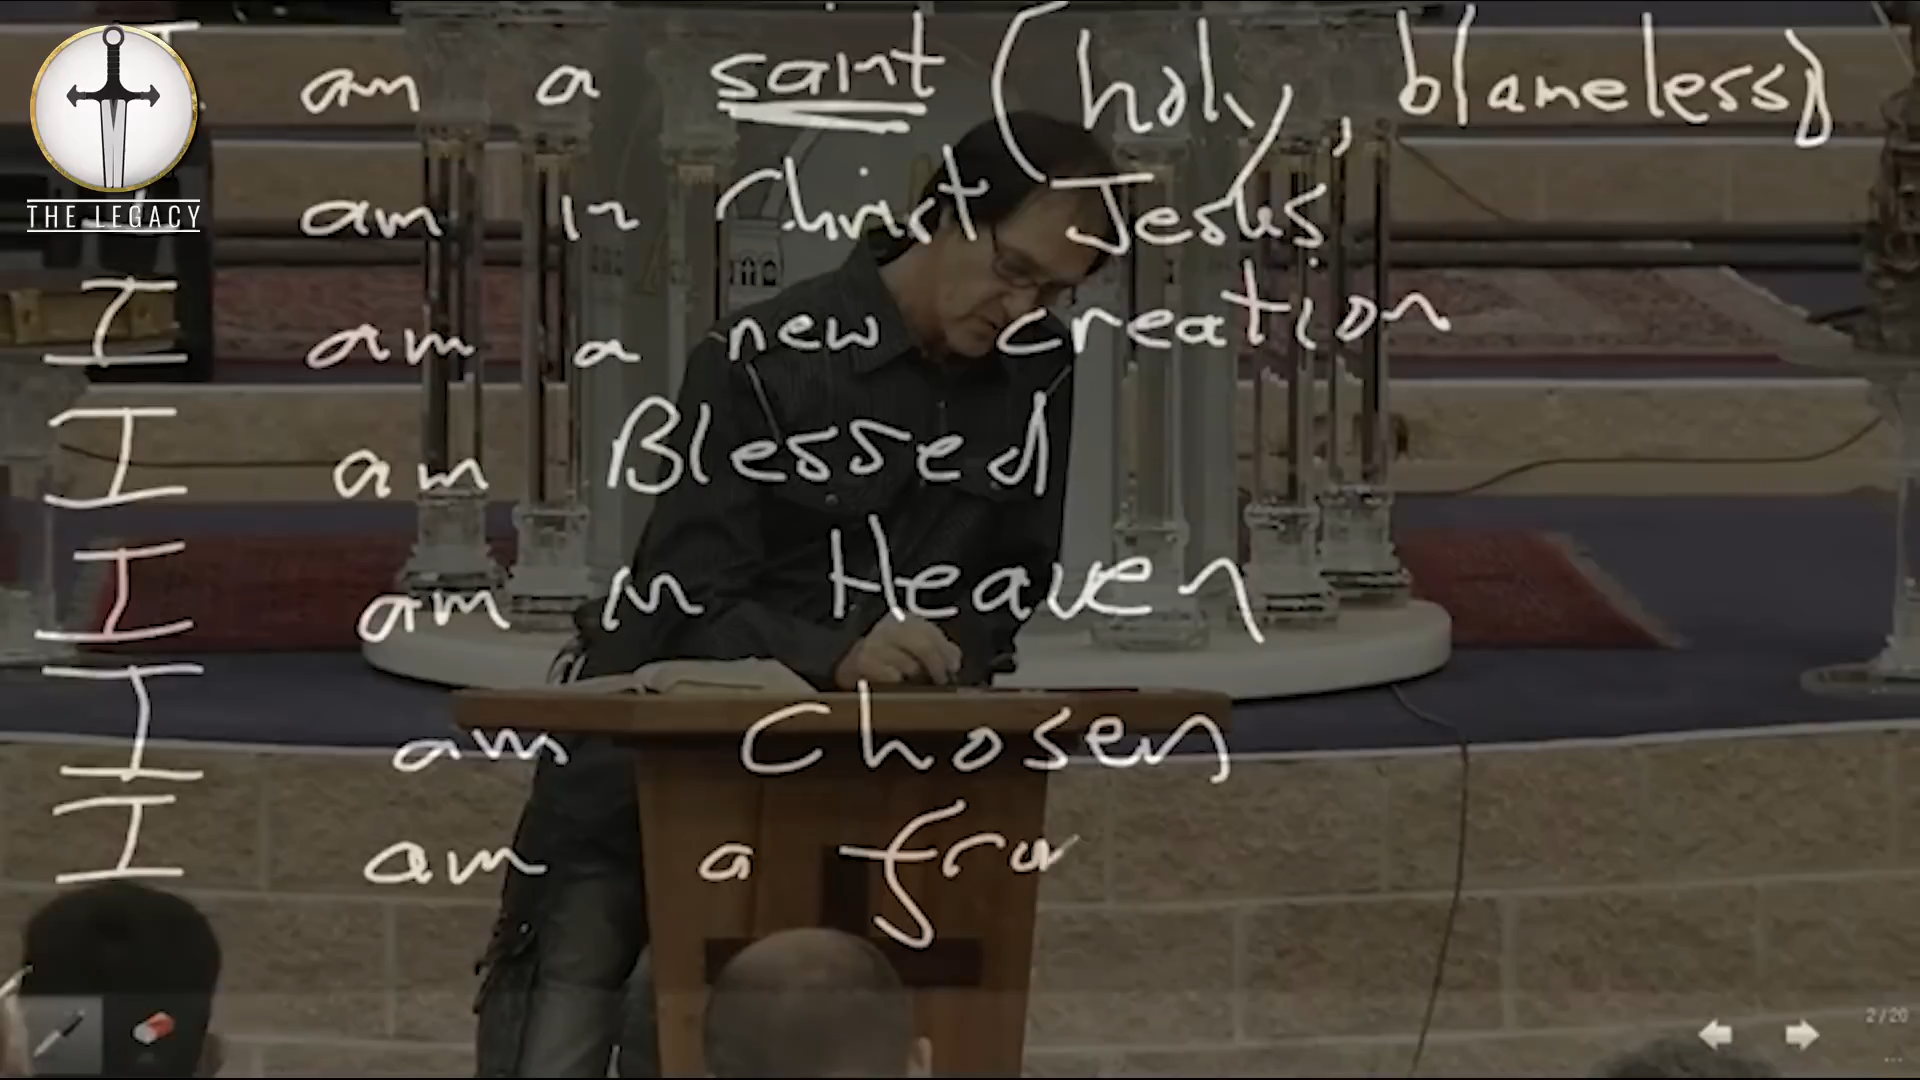 I am a saint (holy, blameless)
THE LEGACY
am in Christ Jesus
I am a new creation
I am Blessed
I am in Heaven
I am Chosen
I am a
2/20